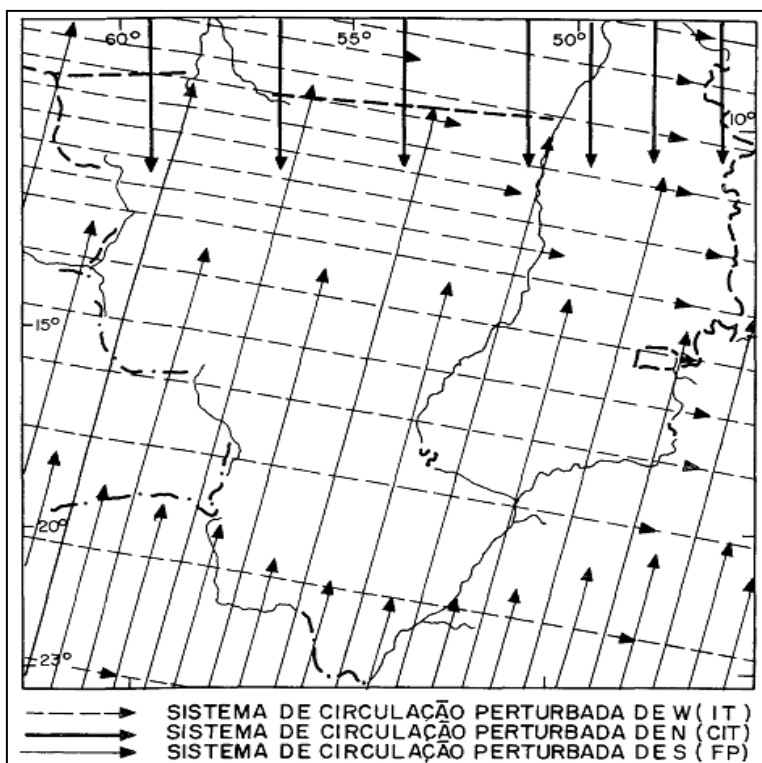 60° 55° 50°
10°
15°
20°
23°
SISTEMA DE CIRCULAÇÃO PERTURBADA DE W( IT )
SISTEMA DE CIRCULAÇÃO PERTURBADA DE N (CIT)
SISTEMA DE CIRCULAÇÃO PERTURBADA DE S ( FP )